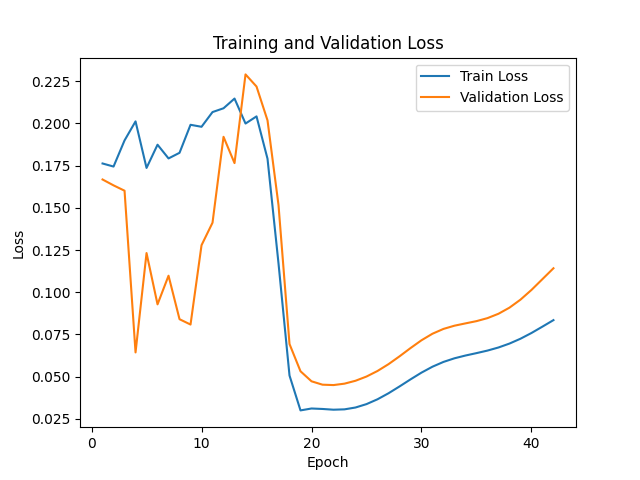 Training and Validation Loss
Train Loss
Validation Loss
0.225
0.200
0.175
0.150
0.125
0.100
0.075
0.050
0.025
Loss
0 10 20 30 40
Epoch